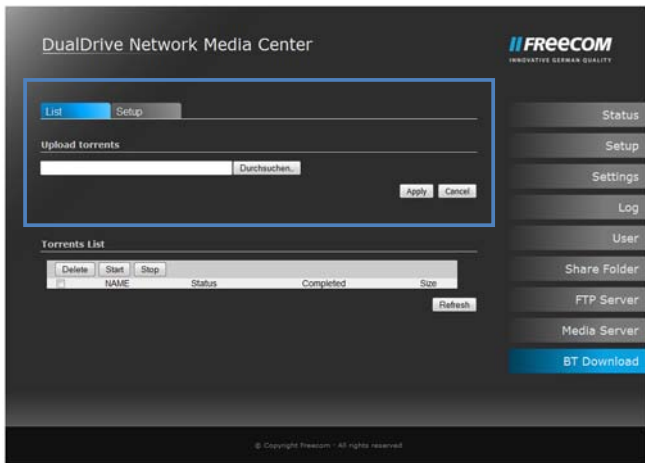 DualDrive Network Media Center
FREECOM
INNOVATIVE GERMAN QUALITY
List Setup
Upload torrents
Durchsuchen..
Apply Cancel
Torrents List
Delete Start Stop
NAME Status Completed Size
Refresh
Status
Setup
Settings
Log
User
Share Folder
FTP Server
Media Server
BT Download
© Copyright Freecom - All rights reserved